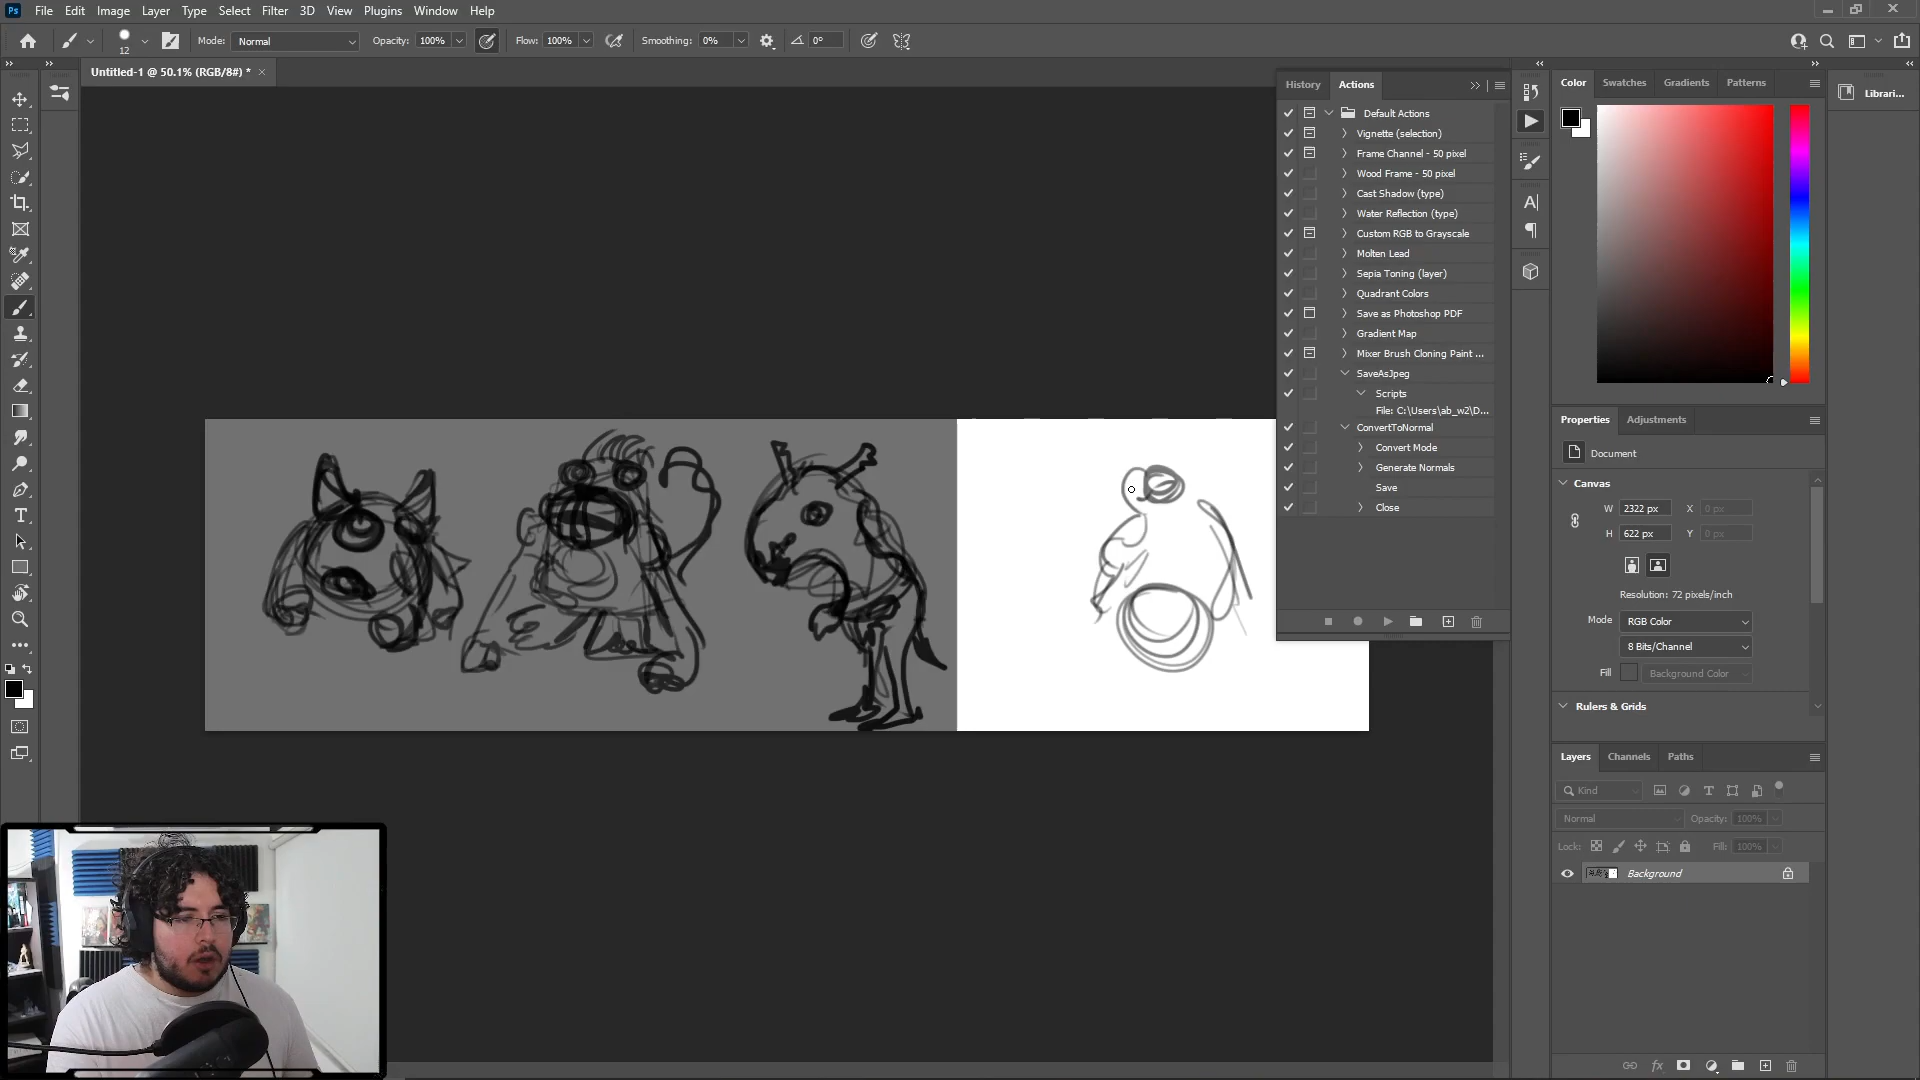 Ps File Edit Image Layer Type Select Filter 3D View Plugins Window Help
12 Mode: Normal Opacity: 100% Flow: 100% Smoothing: 0% 0°
Untitled-1 @ 50.1% (RGB/8#) *
History Actions
Default Actions
Vignette (selection)
Frame Channel - 50 pixel
Wood Frame - 50 pixel
Cast Shadow (type)
Water Reflection (type)
Custom RGB to Grayscale
Molten Lead
Sepia Toning (layer)
Quadrant Colors
Save as Photoshop PDF
Gradient Map
Mixer Brush Cloning Paint ...
SaveAsJpeg
Scripts
File: C:\Users\ab_w2\D...
ConvertToNormal
Convert Mode
Generate Normals
Save
Close
Color Swatches Gradients Patterns
Librari...
Properties Adjustments
Document
Canvas
W 2322 px X 0 px
H 622 px Y 0 px
Resolution: 72 pixels/inch
Mode RGB Color
8 Bits/Channel
Fill Background Color
Rulers & Grids
Layers Channels Paths
Kind
Normal Opacity: 100%
Lock: Fill: 100%
Background